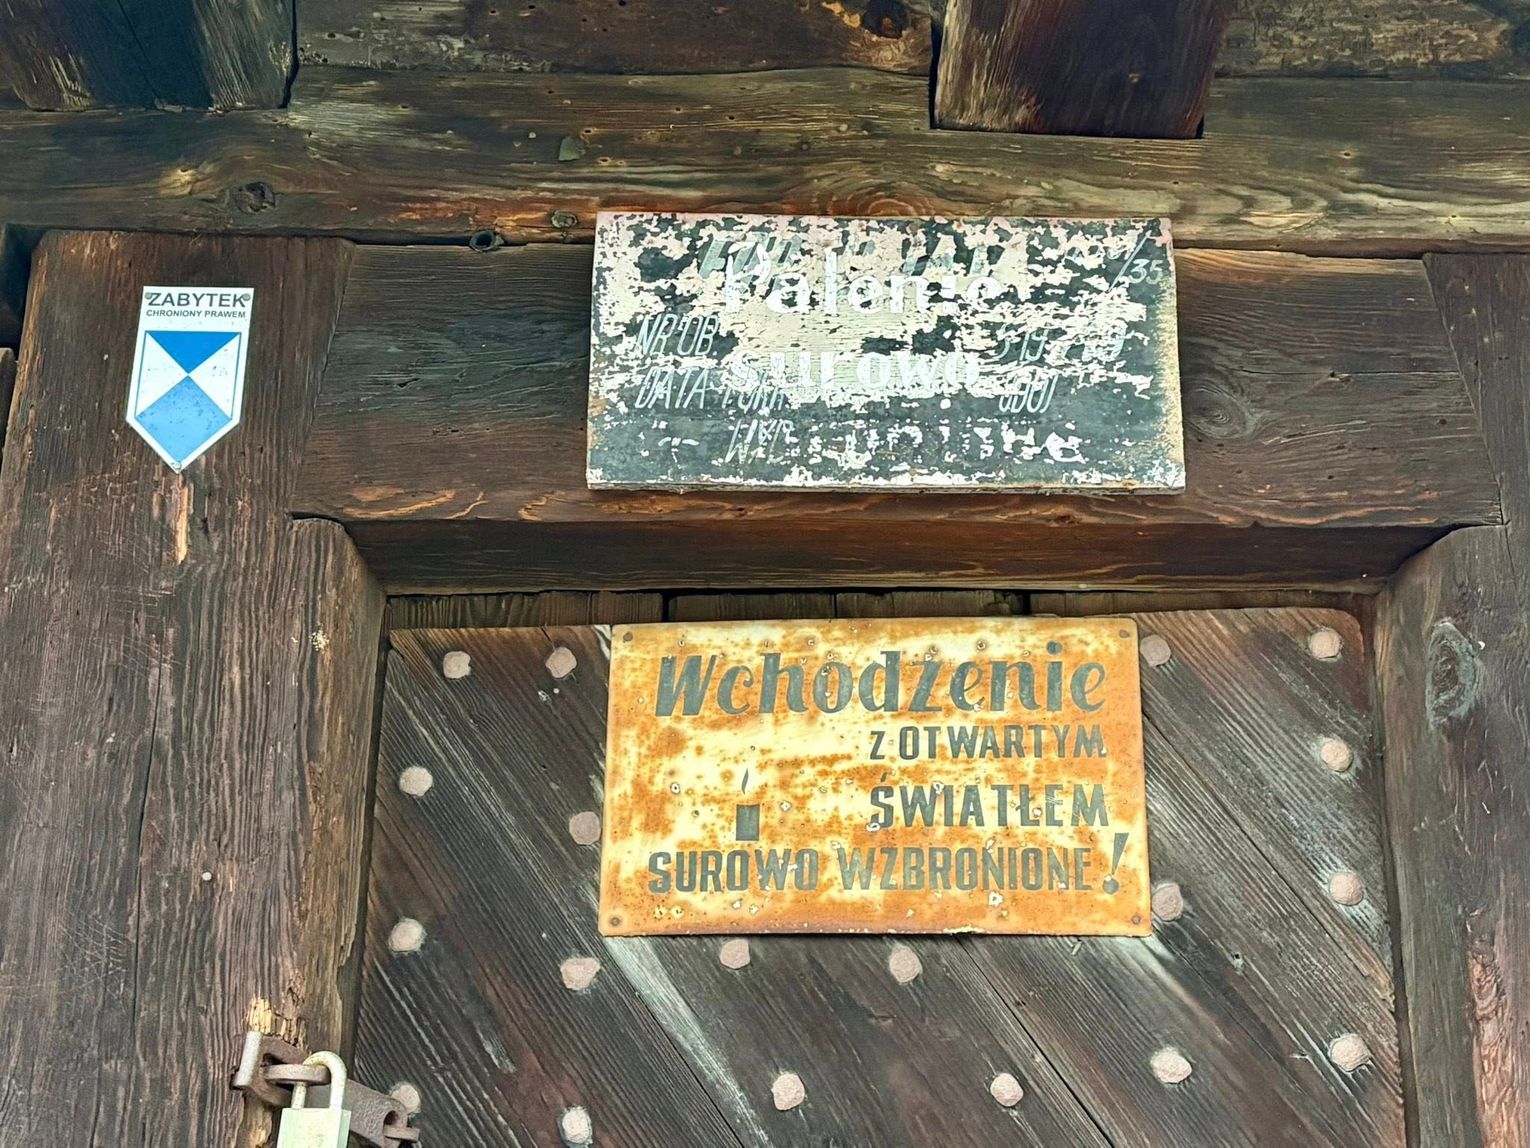 ZABYTEK
CHRONIONY PRAWEM
/35
Palenie
NR OB
surowo
DATA
Wchodzenie
z OTWARTYM
ŚWIATŁEM
SUROWO WZBRONIONE!